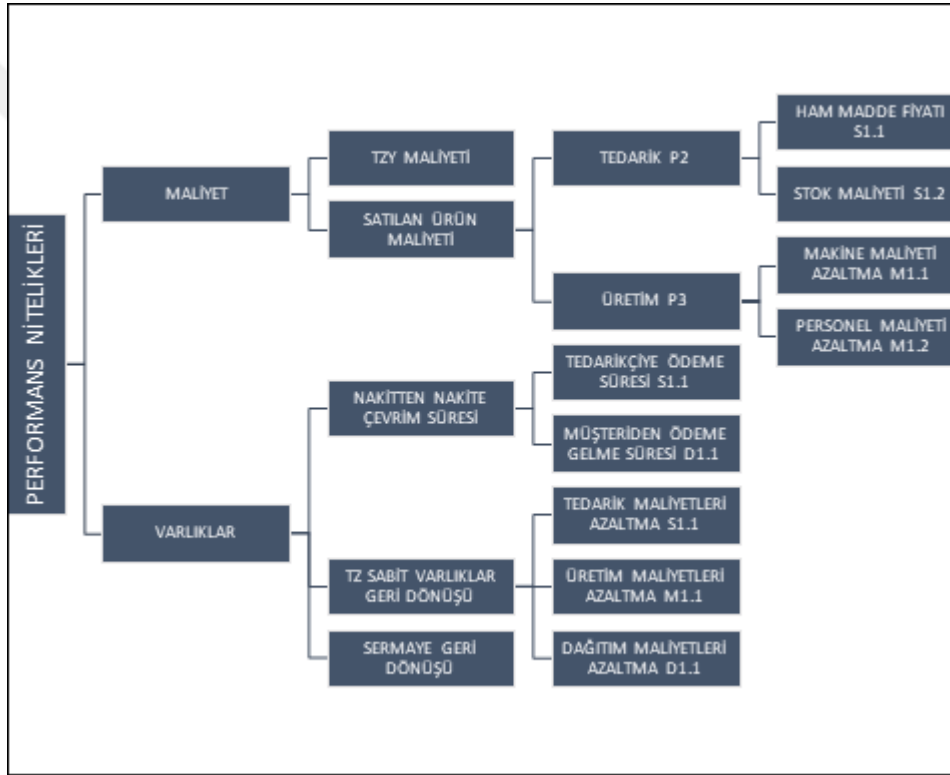 PERFORMANS NİTELİKLERİ
MALİYET
TZY MALİYETİ
SATILAN ÜRÜN
MALİYETİ
TEDARİK P2
HAM MADDE FİYATI
S1.1
STOK MALİYETİ S1.2
ÜRETİM P3
MAKİNE MALİYETİ
AZALTMA M1.1
PERSONEL MALİYETİ
AZALTMA M1.2
VARLIKLAR
NAKİTTEN NAKİTE
ÇEVRİM SÜRESİ
TEDARİKÇİYE ÖDEME
SÜRESİ S1.1
MÜŞTERİDEN ÖDEME
GELME SÜRESİ D1.1
TZ SABİT VARLIKLAR
GERİ DÖNÜŞÜ
TEDARİK MALİYETLERİ
AZALTMA S1.1
ÜRETİM MALİYETLERİ
AZALTMA M1.1
DAĞITIM MALİYETLERİ
AZALTMA D1.1
SERMAYE GERİ
DÖNÜŞÜ